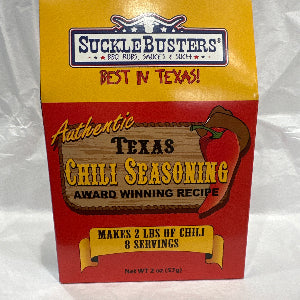 SUCKLEBUSTERS®
BBQ RUBS, SAUCES & SUCH
BEST IN TEXAS!
Authentic
TEXAS
CHILI SEASONING
AWARD WINNING RECIPE
MAKES 2 LBS OF CHILI
8 SERVINGS
Net WT 2 oz (57g)